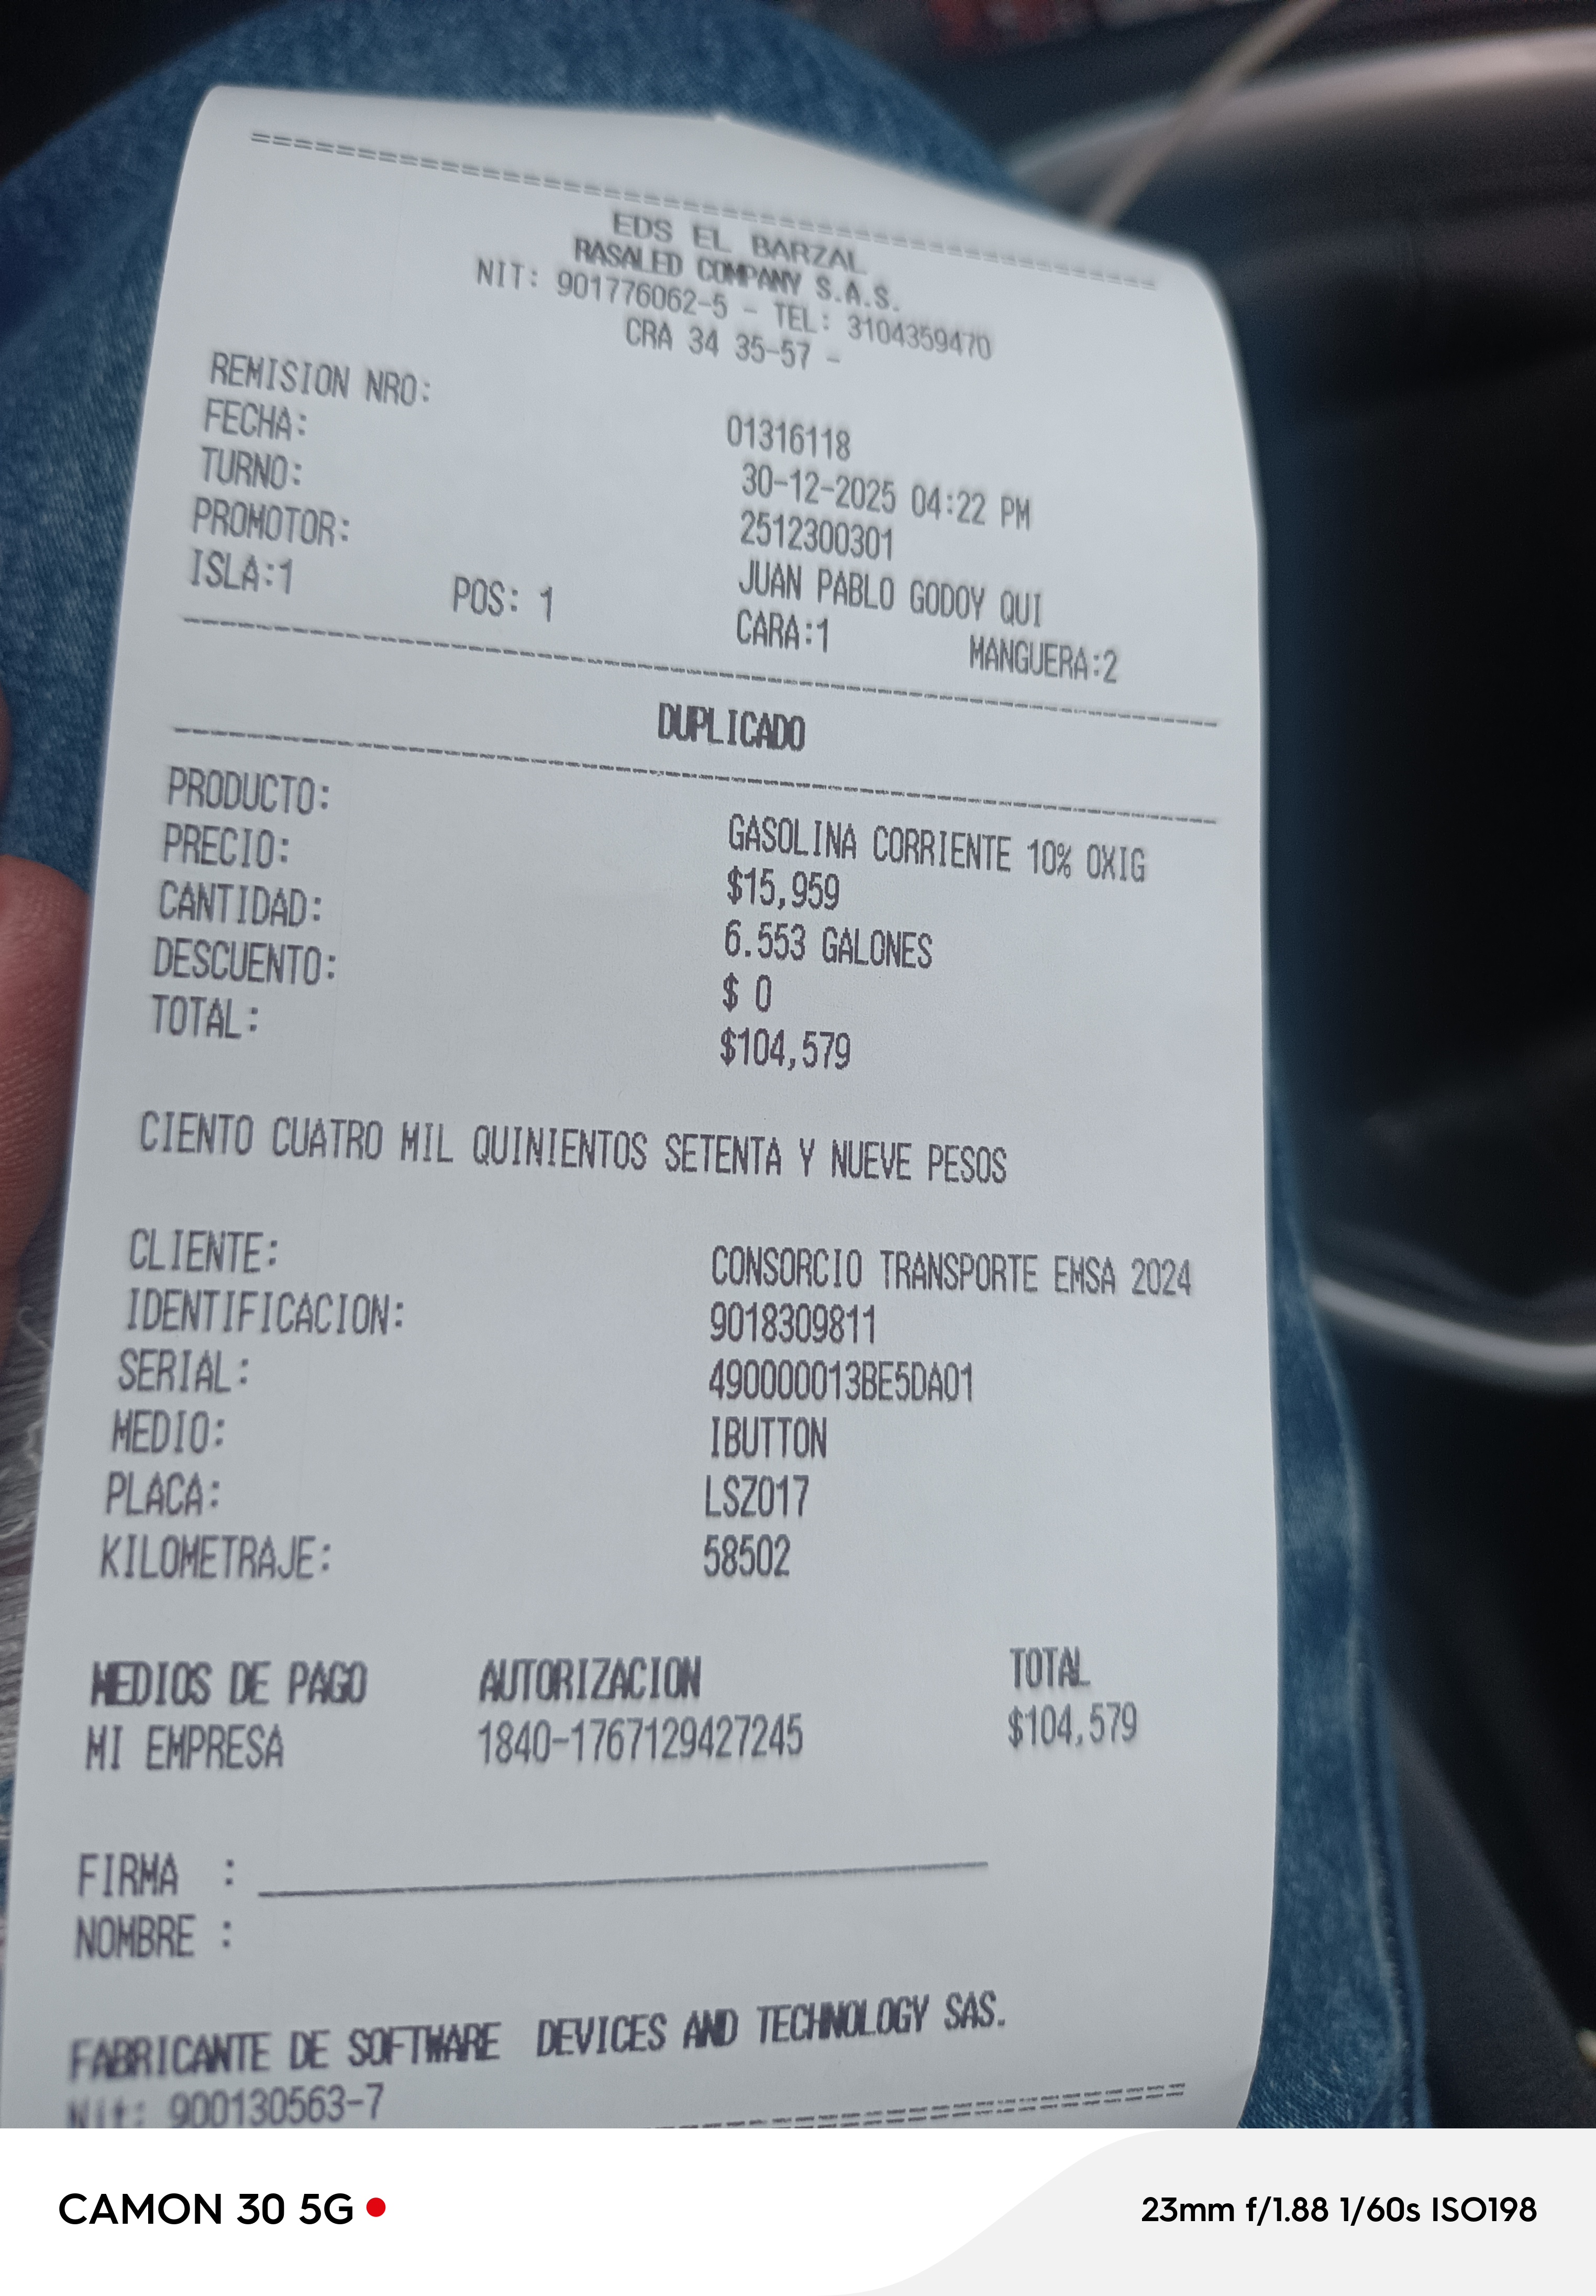 ================================================
EDS EL BARZAL
RASALED COMPANY S.A.S.
NIT: 901776062-5 - TEL: 3104359470
CRA 34 35-57 -
REMISION NRO: 01316118
FECHA: 30-12-2025 04:22 PM
TURNO: 2512300301
PROMOTOR: JUAN PABLO GODOY QUI
ISLA:1 POS: 1 CARA:1 MANGUERA:2
DUPLICADO
PRODUCTO: GASOLINA CORRIENTE 10% OXIG
PRECIO: $15,959
CANTIDAD: 6.553 GALONES
DESCUENTO: $ 0
TOTAL: $104,579
CIENTO CUATRO MIL QUINIENTOS SETENTA Y NUEVE PESOS
CLIENTE: CONSORCIO TRANSPORTE EMSA 2024
IDENTIFICACION: 9018309811
SERIAL: 490000013BE5DA01
MEDIO: IBUTTON
PLACA: LSZ017
KILOMETRAJE: 58502
MEDIOS DE PAGO AUTORIZACION TOTAL
MI EMPRESA 1840-1767129427245 $104,579
FIRMA :
NOMBRE :
FABRICANTE DE SOFTWARE DEVICES AND TECHNOLOGY SAS.
Nit: 900130563-7
CAMON 30 5G
23mm f/1.88 1/60s ISO198